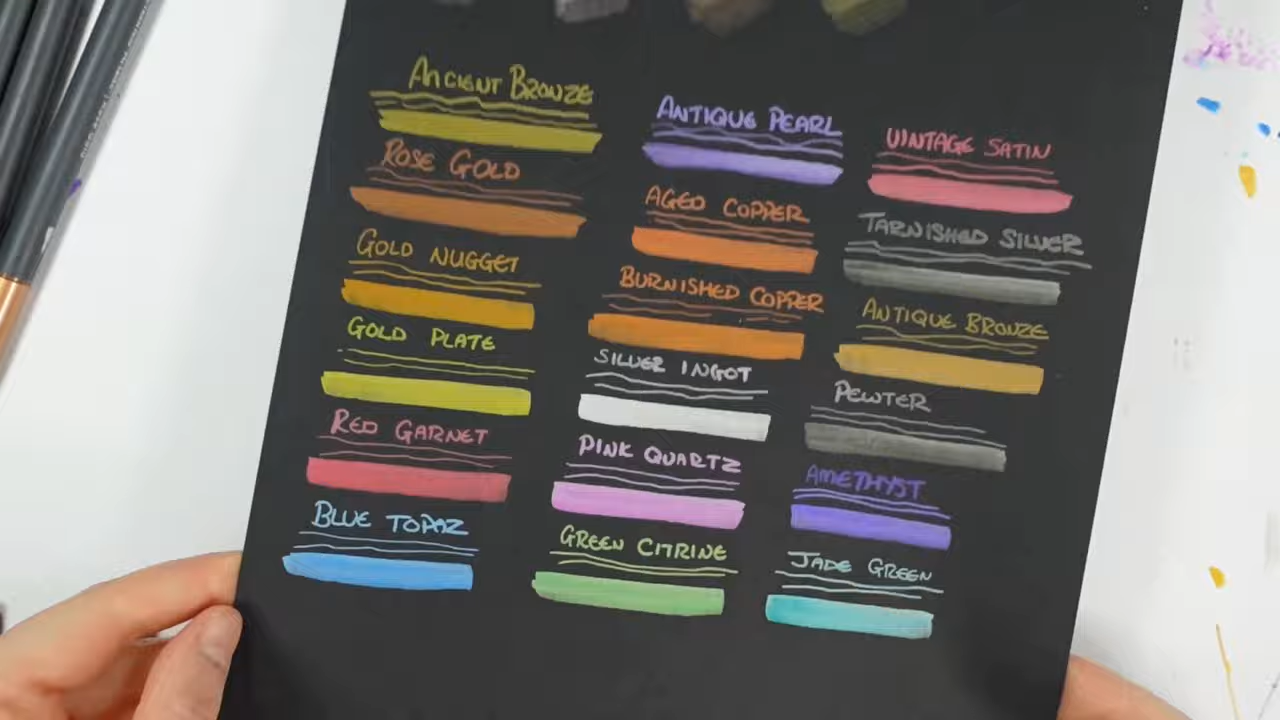 Ancient Bronze
Antique Pearl
Vintage Satin
Rose Gold
Aged Copper
Tarnished Silver
Gold Nugget
Burnished Copper
Antique Bronze
Gold Plate
Silver Ingot
Pewter
Red Garnet
Pink Quartz
Amethyst
Blue Topaz
Green Citrine
Jade Green